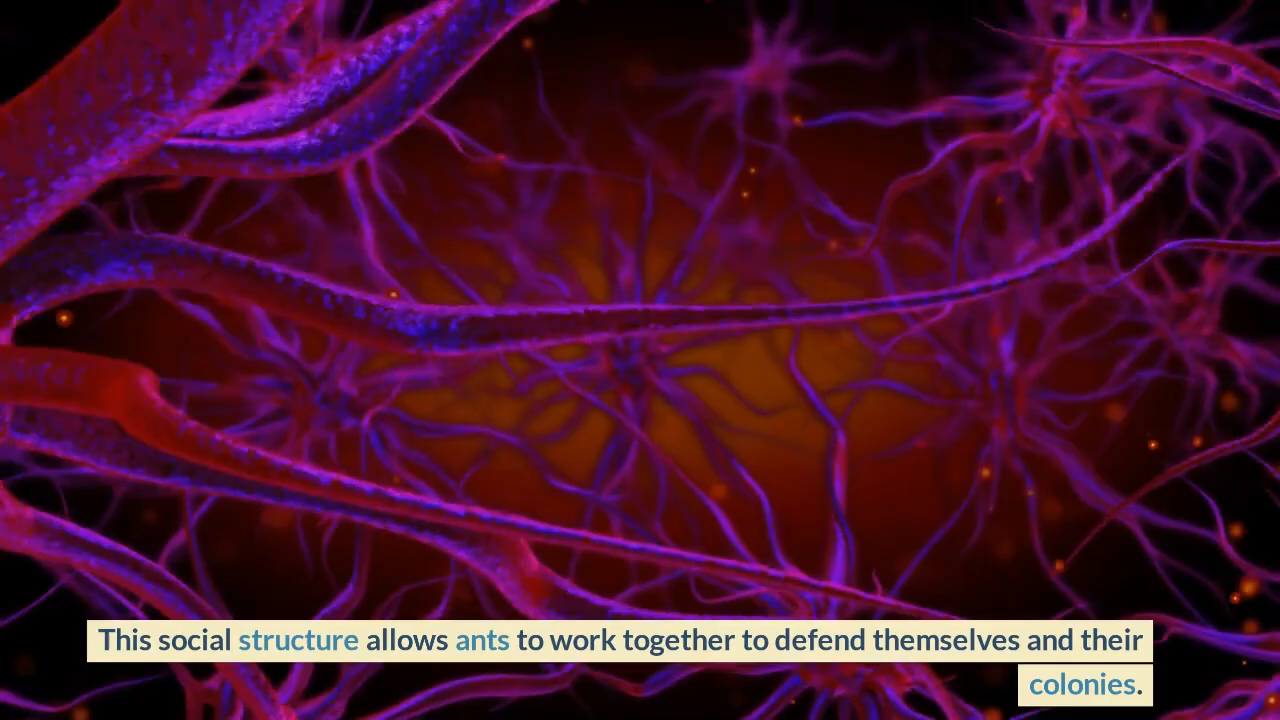 This social structure allows ants to work together to defend themselves and their
colonies.